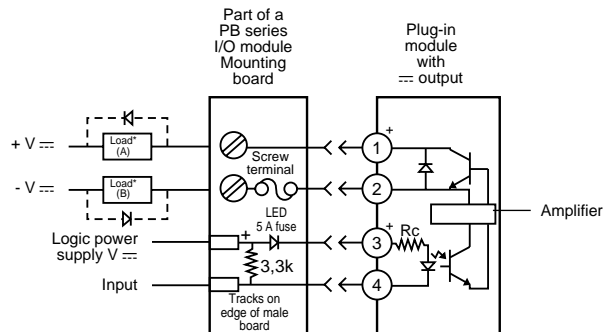 Part of a
PB series
I/O module
Mounting
board
Plug-in
module
with
⎓ output
+ V ⎓
Load*
(A)
1
+
Screw
terminal
- V ⎓
Load*
(B)
2
LED
5 A fuse
Amplifier
Logic power
supply V ⎓
+
3
+
Rc
3,3k
Input
4
Tracks on
edge of male
board